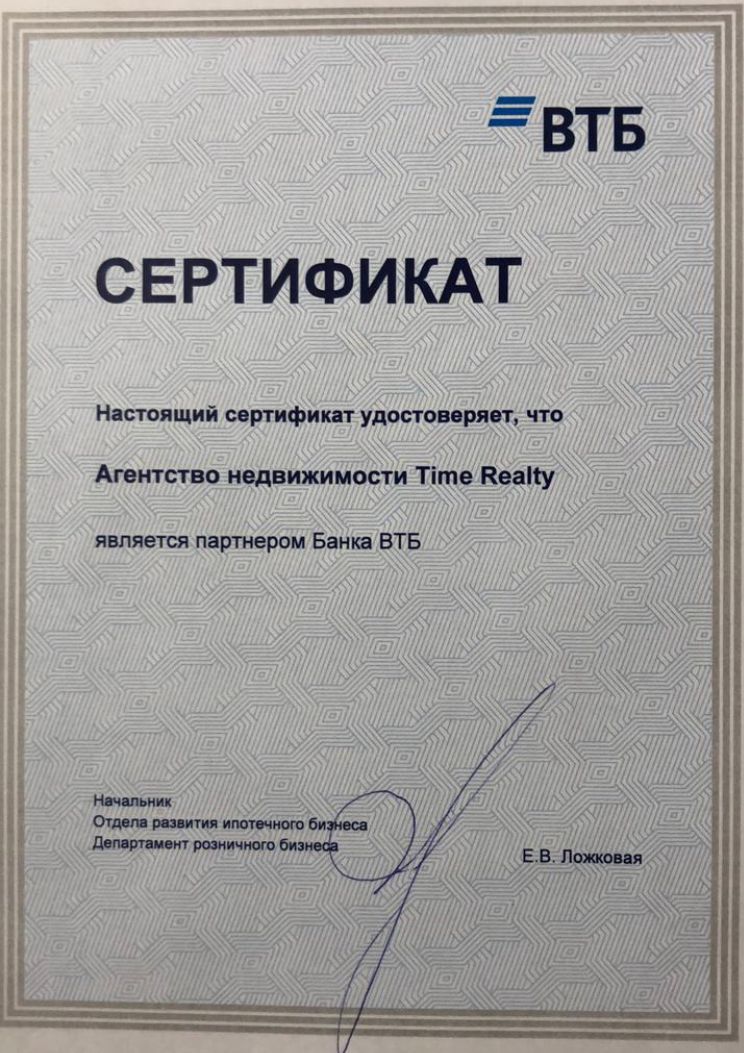 ВТБ
СЕРТИФИКАТ
Настоящий сертификат удостоверяет, что
Агентство недвижимости Time Realty
является партнером Банка ВТБ
Начальник
Отдела развития ипотечного бизнеса
Департамент розничного бизнеса
Е.В. Ложковая